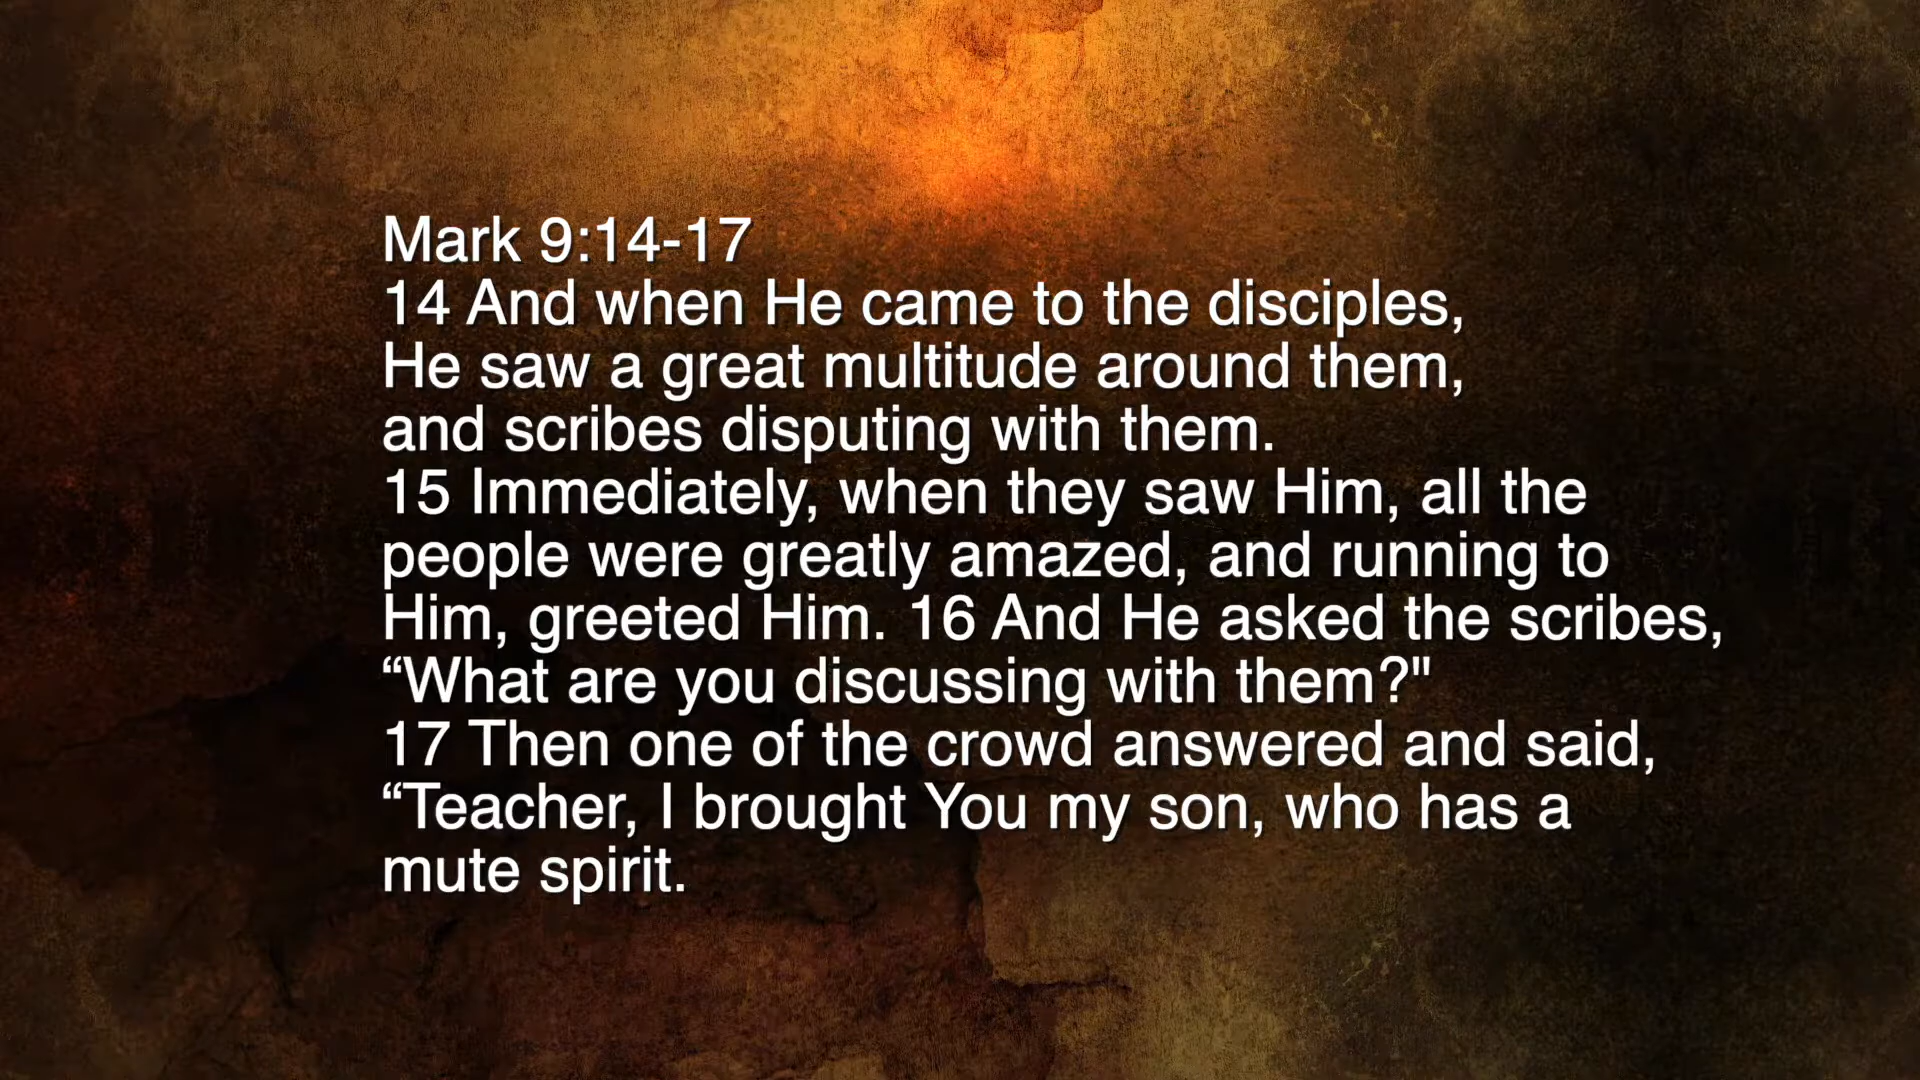 Mark 9:14-17
14 And when He came to the disciples,
He saw a great multitude around them,
and scribes disputing with them.
15 Immediately, when they saw Him, all the
people were greatly amazed, and running to
Him, greeted Him. 16 And He asked the scribes,
“What are you discussing with them?"
17 Then one of the crowd answered and said,
“Teacher, I brought You my son, who has a
mute spirit.